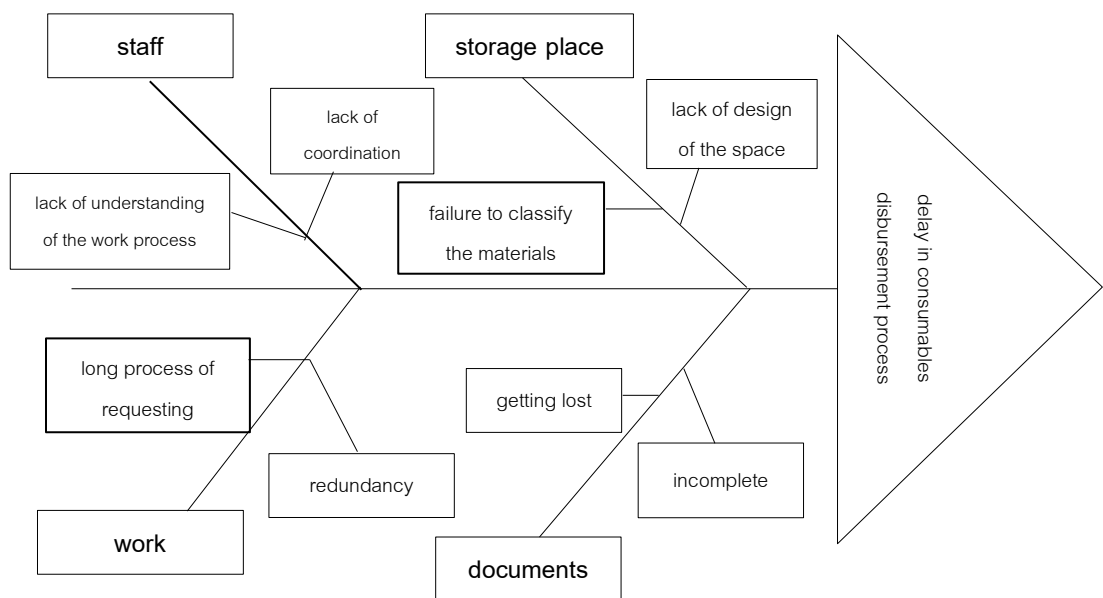 staff
storage place
lack of
coordination
lack of design
of the space
lack of understanding
of the work process
failure to classify
the materials
delay in consumables
disbursement process
long process of
requesting
getting lost
redundancy
incomplete
work
documents